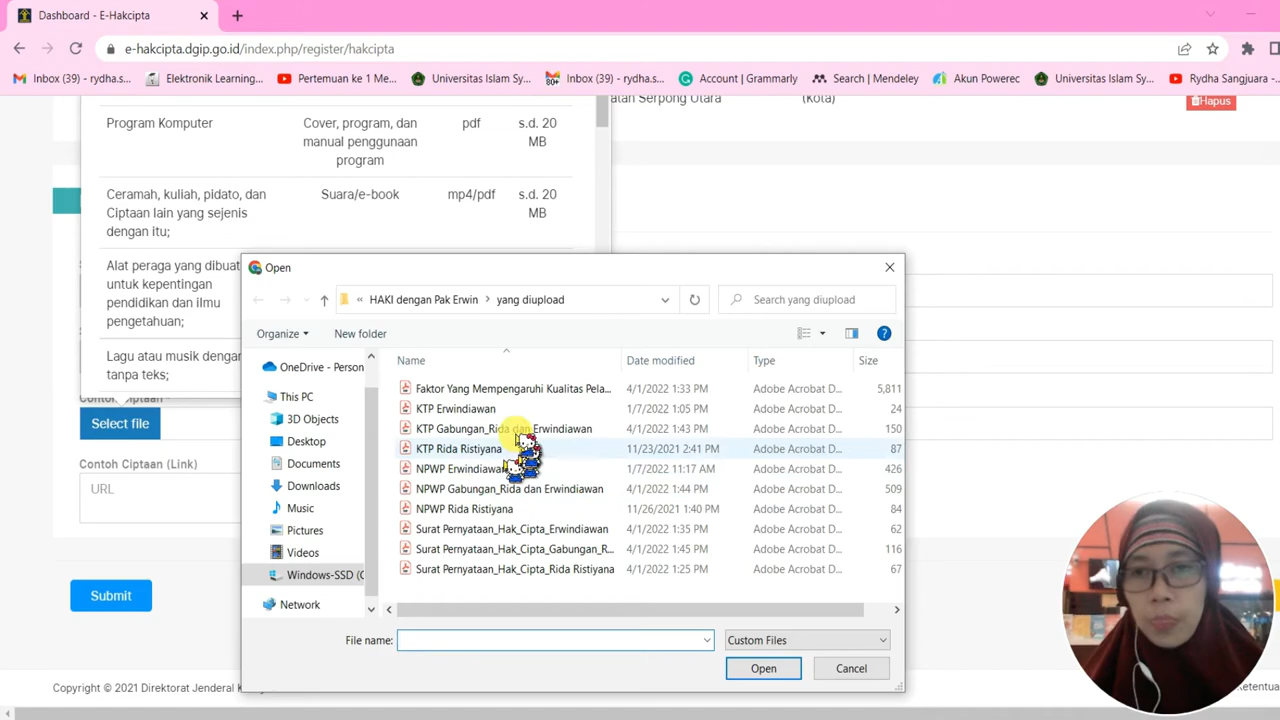 Dashboard - E-Hakcipta
e-hakcipta.dgip.go.id/index.php/register/hakcipta
Inbox (39) - rydha.s...
Elektronik Learning,...
Pertemuan ke 1 Me...
Universitas Islam Sy...
80+
Inbox (16) - rydha.s...
Account | Grammarly
Search | Mendeley
Akun Powerec
Universitas Islam Sy...
Rydha Sangjuara -...
atan Serpong Utara
(Kota)
Hapus
Program Komputer
Cover, program, dan
manual penggunaan
program
pdf
s.d. 20
MB
Ceramah, kuliah, pidato, dan
Ciptaan lain yang sejenis
dengan itu;
Suara/e-book
mp4/pdf
s.d. 20
MB
Alat peraga yang dibuat
untuk kepentingan
pendidikan dan ilmu
pengetahuan;
Lagu atau musik dengan
tanpa teks;
Contoh Ciptaan *
Select file
Contoh Ciptaan (Link)
URL
Submit
Copyright © 2021 Direktorat Jenderal K
Ketentua
Open
« HAKI dengan Pak Erwin › yang diupload
Search yang diupload
Organize
New folder
OneDrive - Person
This PC
3D Objects
Desktop
Documents
Downloads
Music
Pictures
Videos
Windows-SSD (C
Network
Name
Date modified
Type
Size
Faktor Yang Mempengaruhi Kualitas Pela... 4/1/2022 1:33 PM Adobe Acrobat D... 5,811
KTP Erwindiawan 1/7/2022 1:05 PM Adobe Acrobat D... 24
KTP Gabungan_Rida dan Erwindiawan 4/1/2022 1:43 PM Adobe Acrobat D... 150
KTP Rida Ristiyana 11/23/2021 2:41 PM Adobe Acrobat D... 87
NPWP Erwindiawan 1/7/2022 11:17 AM Adobe Acrobat D... 426
NPWP Gabungan_Rida dan Erwindiawan 4/1/2022 1:44 PM Adobe Acrobat D... 509
NPWP Rida Ristiyana 11/26/2021 1:40 PM Adobe Acrobat D... 84
Surat Pernyataan_Hak_Cipta_Erwindiawan 4/1/2022 1:35 PM Adobe Acrobat D... 62
Surat Pernyataan_Hak_Cipta_Gabungan_R... 4/1/2022 1:45 PM Adobe Acrobat D... 116
Surat Pernyataan_Hak_Cipta_Rida Ristiyana 4/1/2022 1:25 PM Adobe Acrobat D... 67
File name:
Custom Files
Open
Cancel